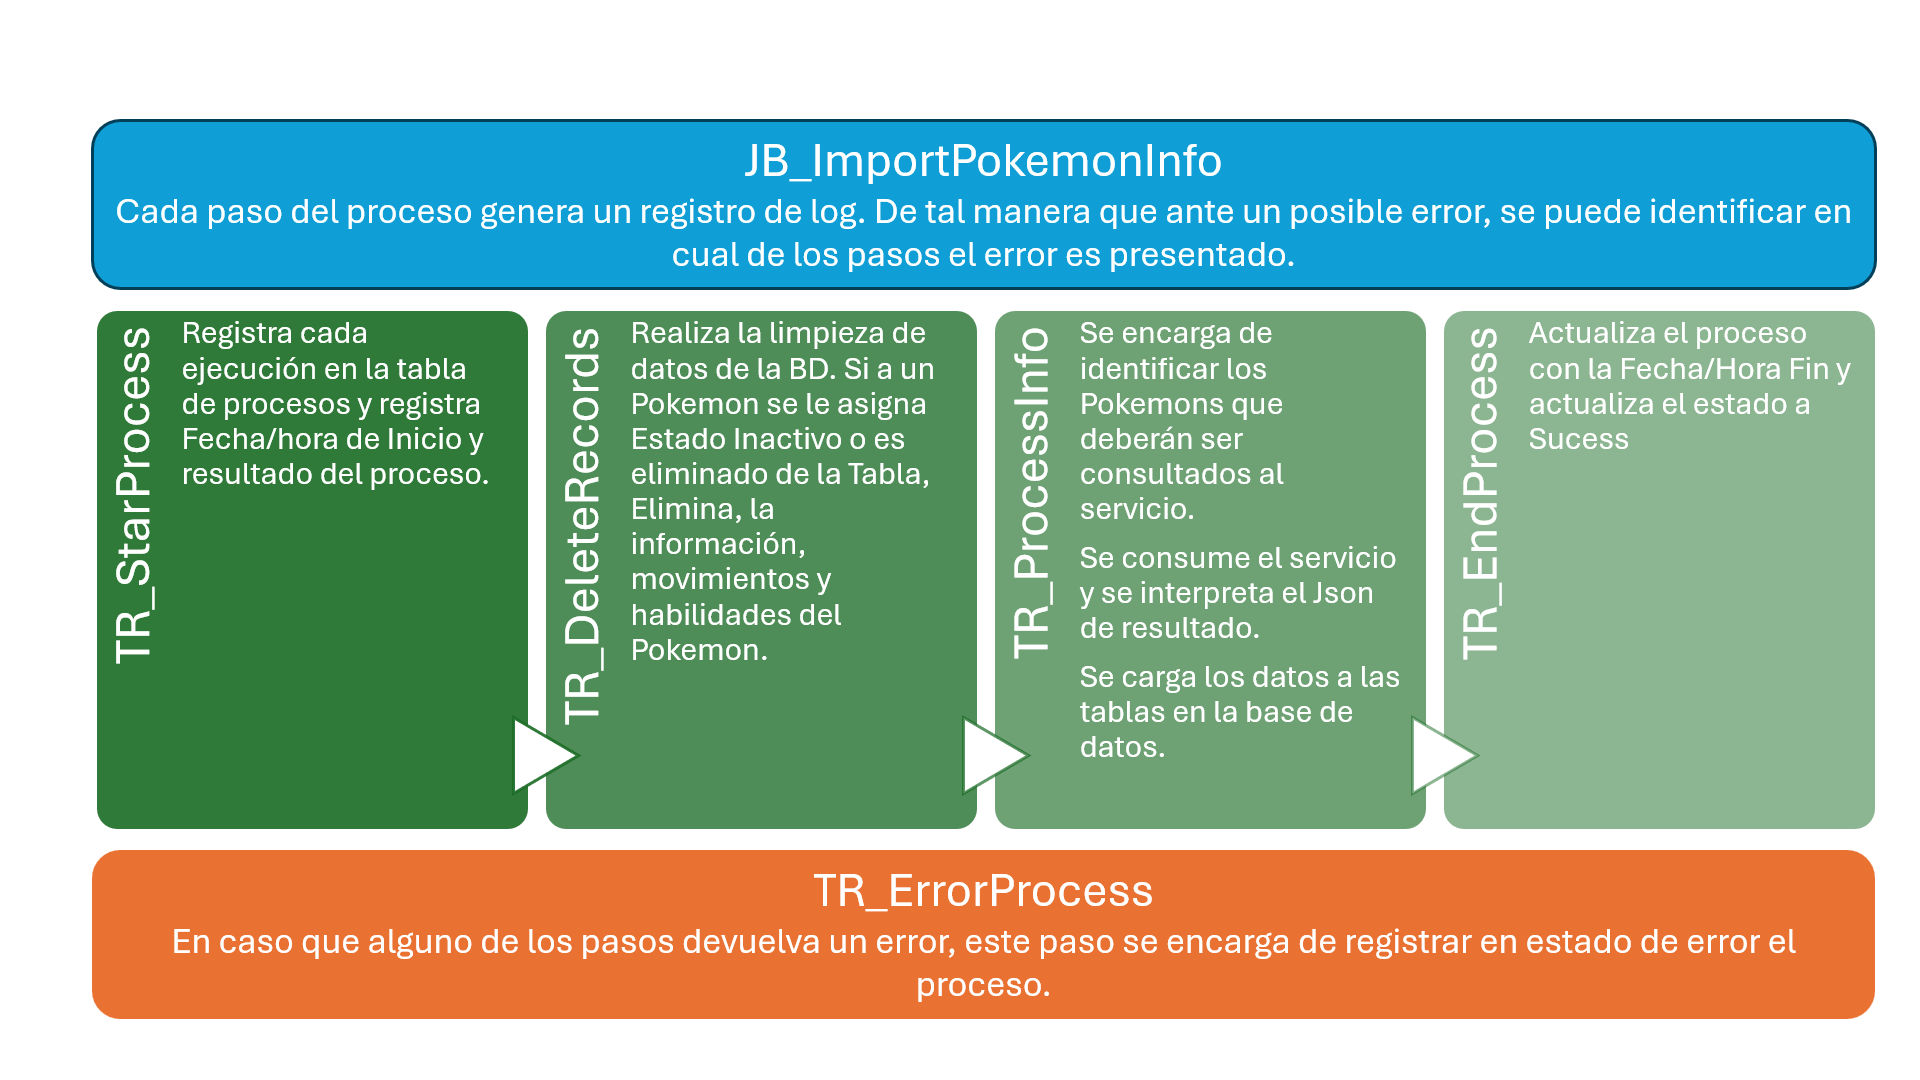 JB_ImportPokemonInfo
Cada paso del proceso genera un registro de log. De tal manera que ante un posible error, se puede identificar en
cual de los pasos el error es presentado.
TR_StarProcess
Registra cada
ejecución en la tabla
de procesos y registra
Fecha/hora de Inicio y
resultado del proceso.
TR_DeleteRecords
Realiza la limpieza de
datos de la BD. Si a un
Pokemon se le asigna
Estado Inactivo o es
eliminado de la Tabla,
Elimina, la
información,
movimientos y
habilidades del
Pokemon.
TR_ProcessInfo
Se encarga de
identificar los
Pokemons que
deberán ser
consultados al
servicio.
Se consume el servicio
y se interpreta el Json
de resultado.
Se carga los datos a las
tablas en la base de
datos.
TR_EndProcess
Actualiza el proceso
con la Fecha/Hora Fin y
actualiza el estado a
Sucess
TR_ErrorProcess
En caso que alguno de los pasos devuelva un error, este paso se encarga de registrar en estado de error el
proceso.